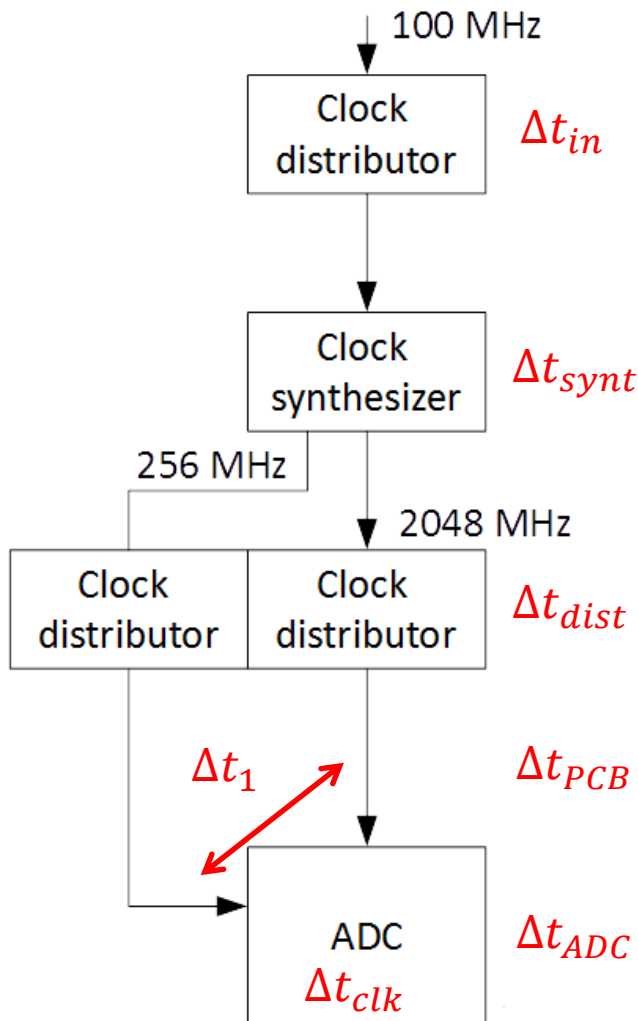 100 MHz
Clock
distributor
Δt_in
Clock
synthesizer
Δt_synt
256 MHz
2048 MHz
Clock
distributor
Clock
distributor
Δt_dist
Δt_1
Δt_PCB
ADC
Δt_clk
Δt_ADC